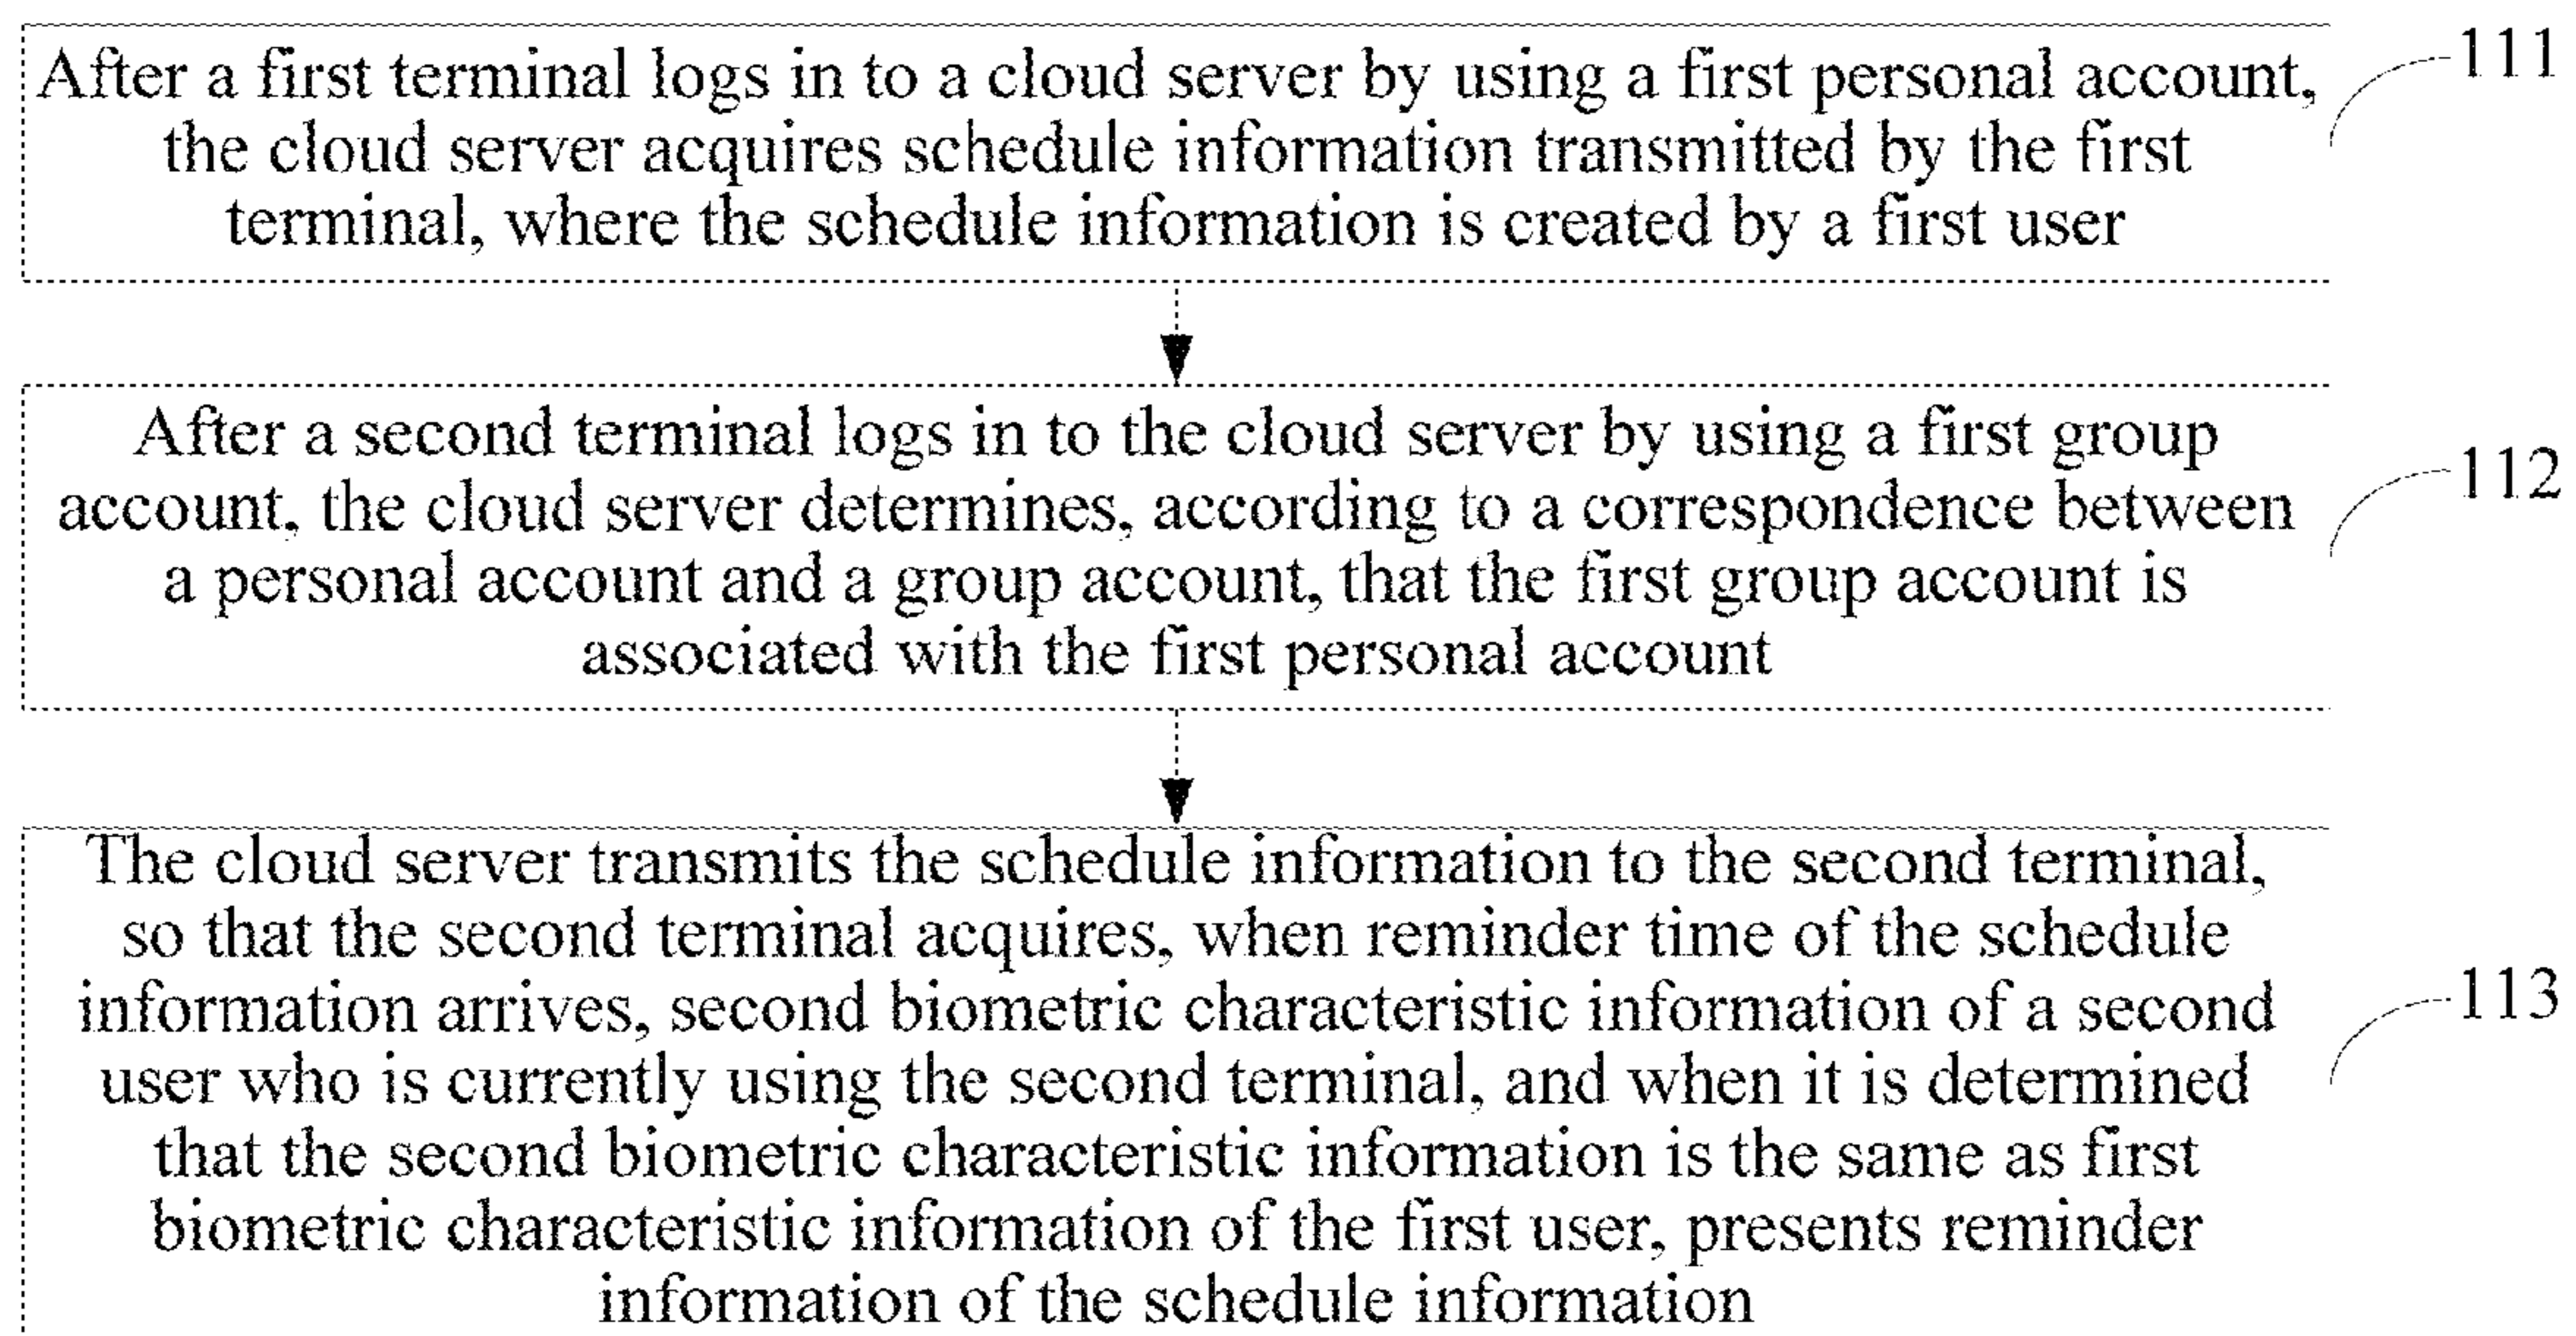 After a first terminal logs in to a cloud server by using a first personal account,
the cloud server acquires schedule information transmitted by the first
terminal, where the schedule information is created by a first user
111
After a second terminal logs in to the cloud server by using a first group
account, the cloud server determines, according to a correspondence between
a personal account and a group account, that the first group account is
associated with the first personal account
112
The cloud server transmits the schedule information to the second terminal,
so that the second terminal acquires, when reminder time of the schedule
information arrives, second biometric characteristic information of a second
user who is currently using the second terminal, and when it is determined
that the second biometric characteristic information is the same as first
biometric characteristic information of the first user, presents reminder
information of the schedule information
113